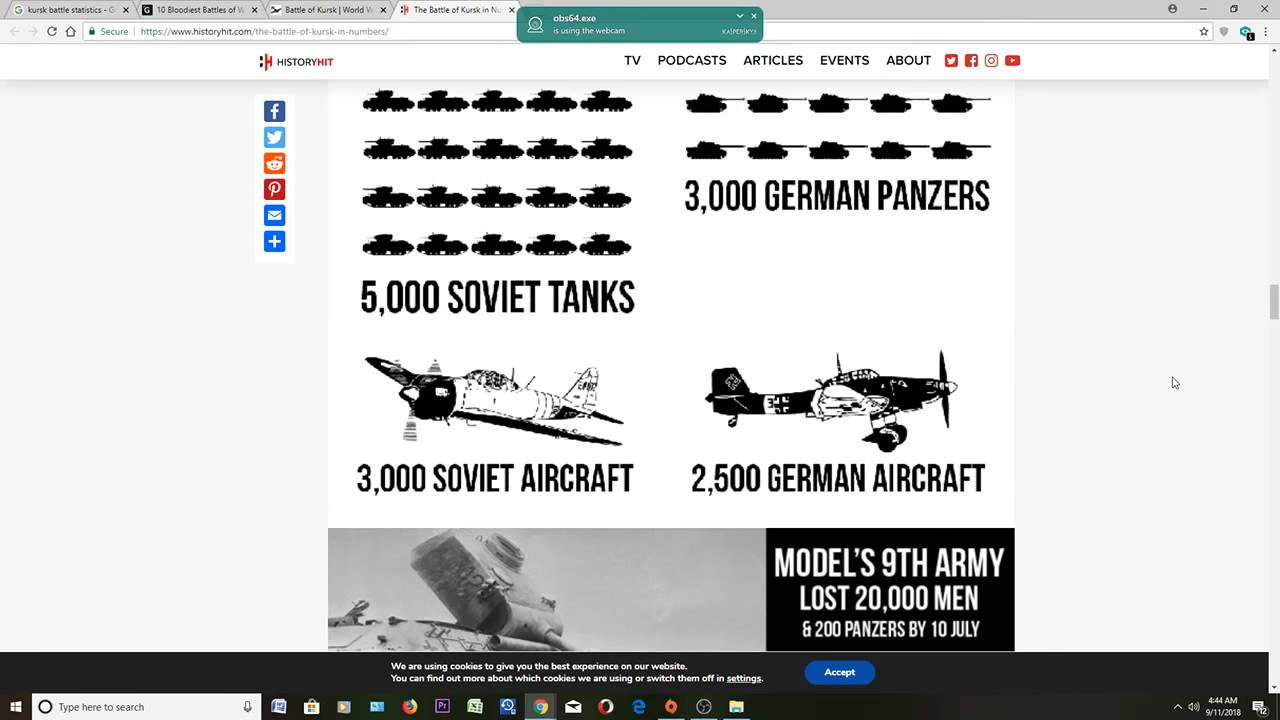 kursk battle statistics - G
10 Bloodiest Battles of W
Battle of Kursk | World W
The Battle of Kursk in Nu
obs64.exe
is using the webcam
KASPERSKY
Secure
https://www.historyhit.com/the-battle-of-kursk-in-numbers/
HISTORYHIT
TV
PODCASTS
ARTICLES
EVENTS
ABOUT
3,000 GERMAN PANZERS
5,000 SOVIET TANKS
3,000 SOVIET AIRCRAFT
2,500 GERMAN AIRCRAFT
MODEL'S 9TH ARMY
LOST 20,000 MEN
& 200 PANZERS BY 10 JULY
We are using cookies to give you the best experience on our website.
You can find out more about which cookies we are using or switch them off in settings.
Accept
Type here to search
4:44 AM
9/11/2018